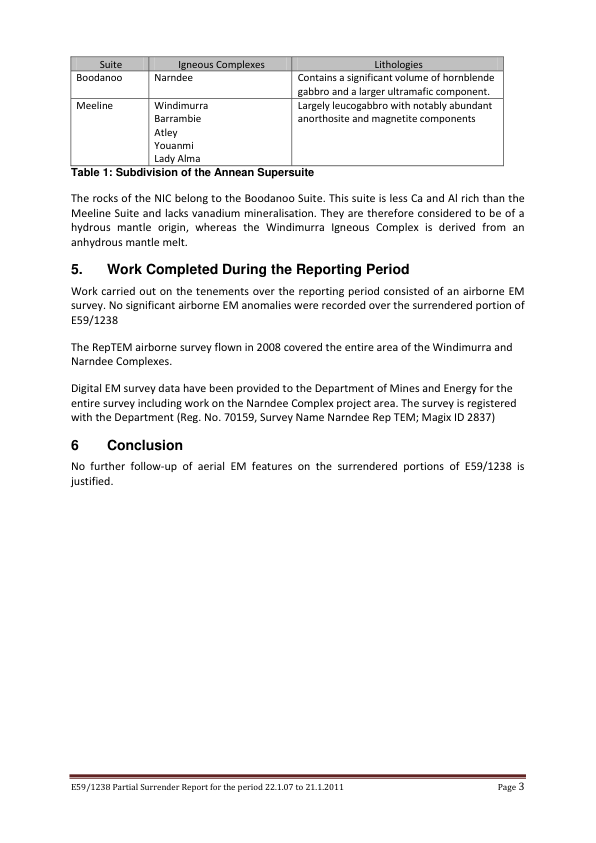 Suite Igneous Complexes Lithologies
Boodanoo Narndee Contains a significant volume of hornblende
gabbro and a larger ultramafic component.
Meeline Windimurra Largely leucogabbro with notably abundant
Barrambie anorthosite and magnetite components
Atley
Youanmi
Lady Alma
Table 1: Subdivision of the Annean Supersuite
The rocks of the NIC belong to the Boodanoo Suite. This suite is less Ca and Al rich than the
Meeline Suite and lacks vanadium mineralisation. They are therefore considered to be of a
hydrous mantle origin, whereas the Windimurra Igneous Complex is derived from an
anhydrous mantle melt.
5. Work Completed During the Reporting Period
Work carried out on the tenements over the reporting period consisted of an airborne EM
survey. No significant airborne EM anomalies were recorded over the surrendered portion of
E59/1238
The RepTEM airborne survey flown in 2008 covered the entire area of the Windimurra and
Narndee Complexes.
Digital EM survey data have been provided to the Department of Mines and Energy for the
entire survey including work on the Narndee Complex project area. The survey is registered
with the Department (Reg. No. 70159, Survey Name Narndee Rep TEM; Magix ID 2837)
6 Conclusion
No further follow-up of aerial EM features on the surrendered portions of E59/1238 is
justified.
E59/1238 Partial Surrender Report for the period 22.1.07 to 21.1.2011 Page 3